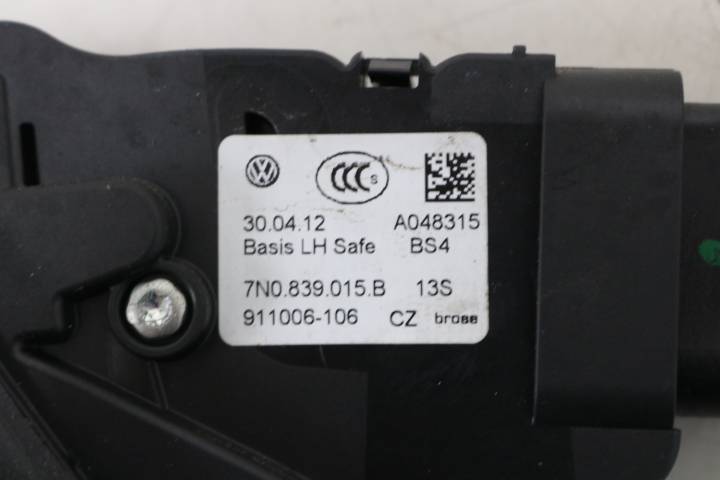 CCC S
30.04.12 A048315
Basis LH Safe BS4
7N0.839.015.B 13S
911006-106 CZ brose